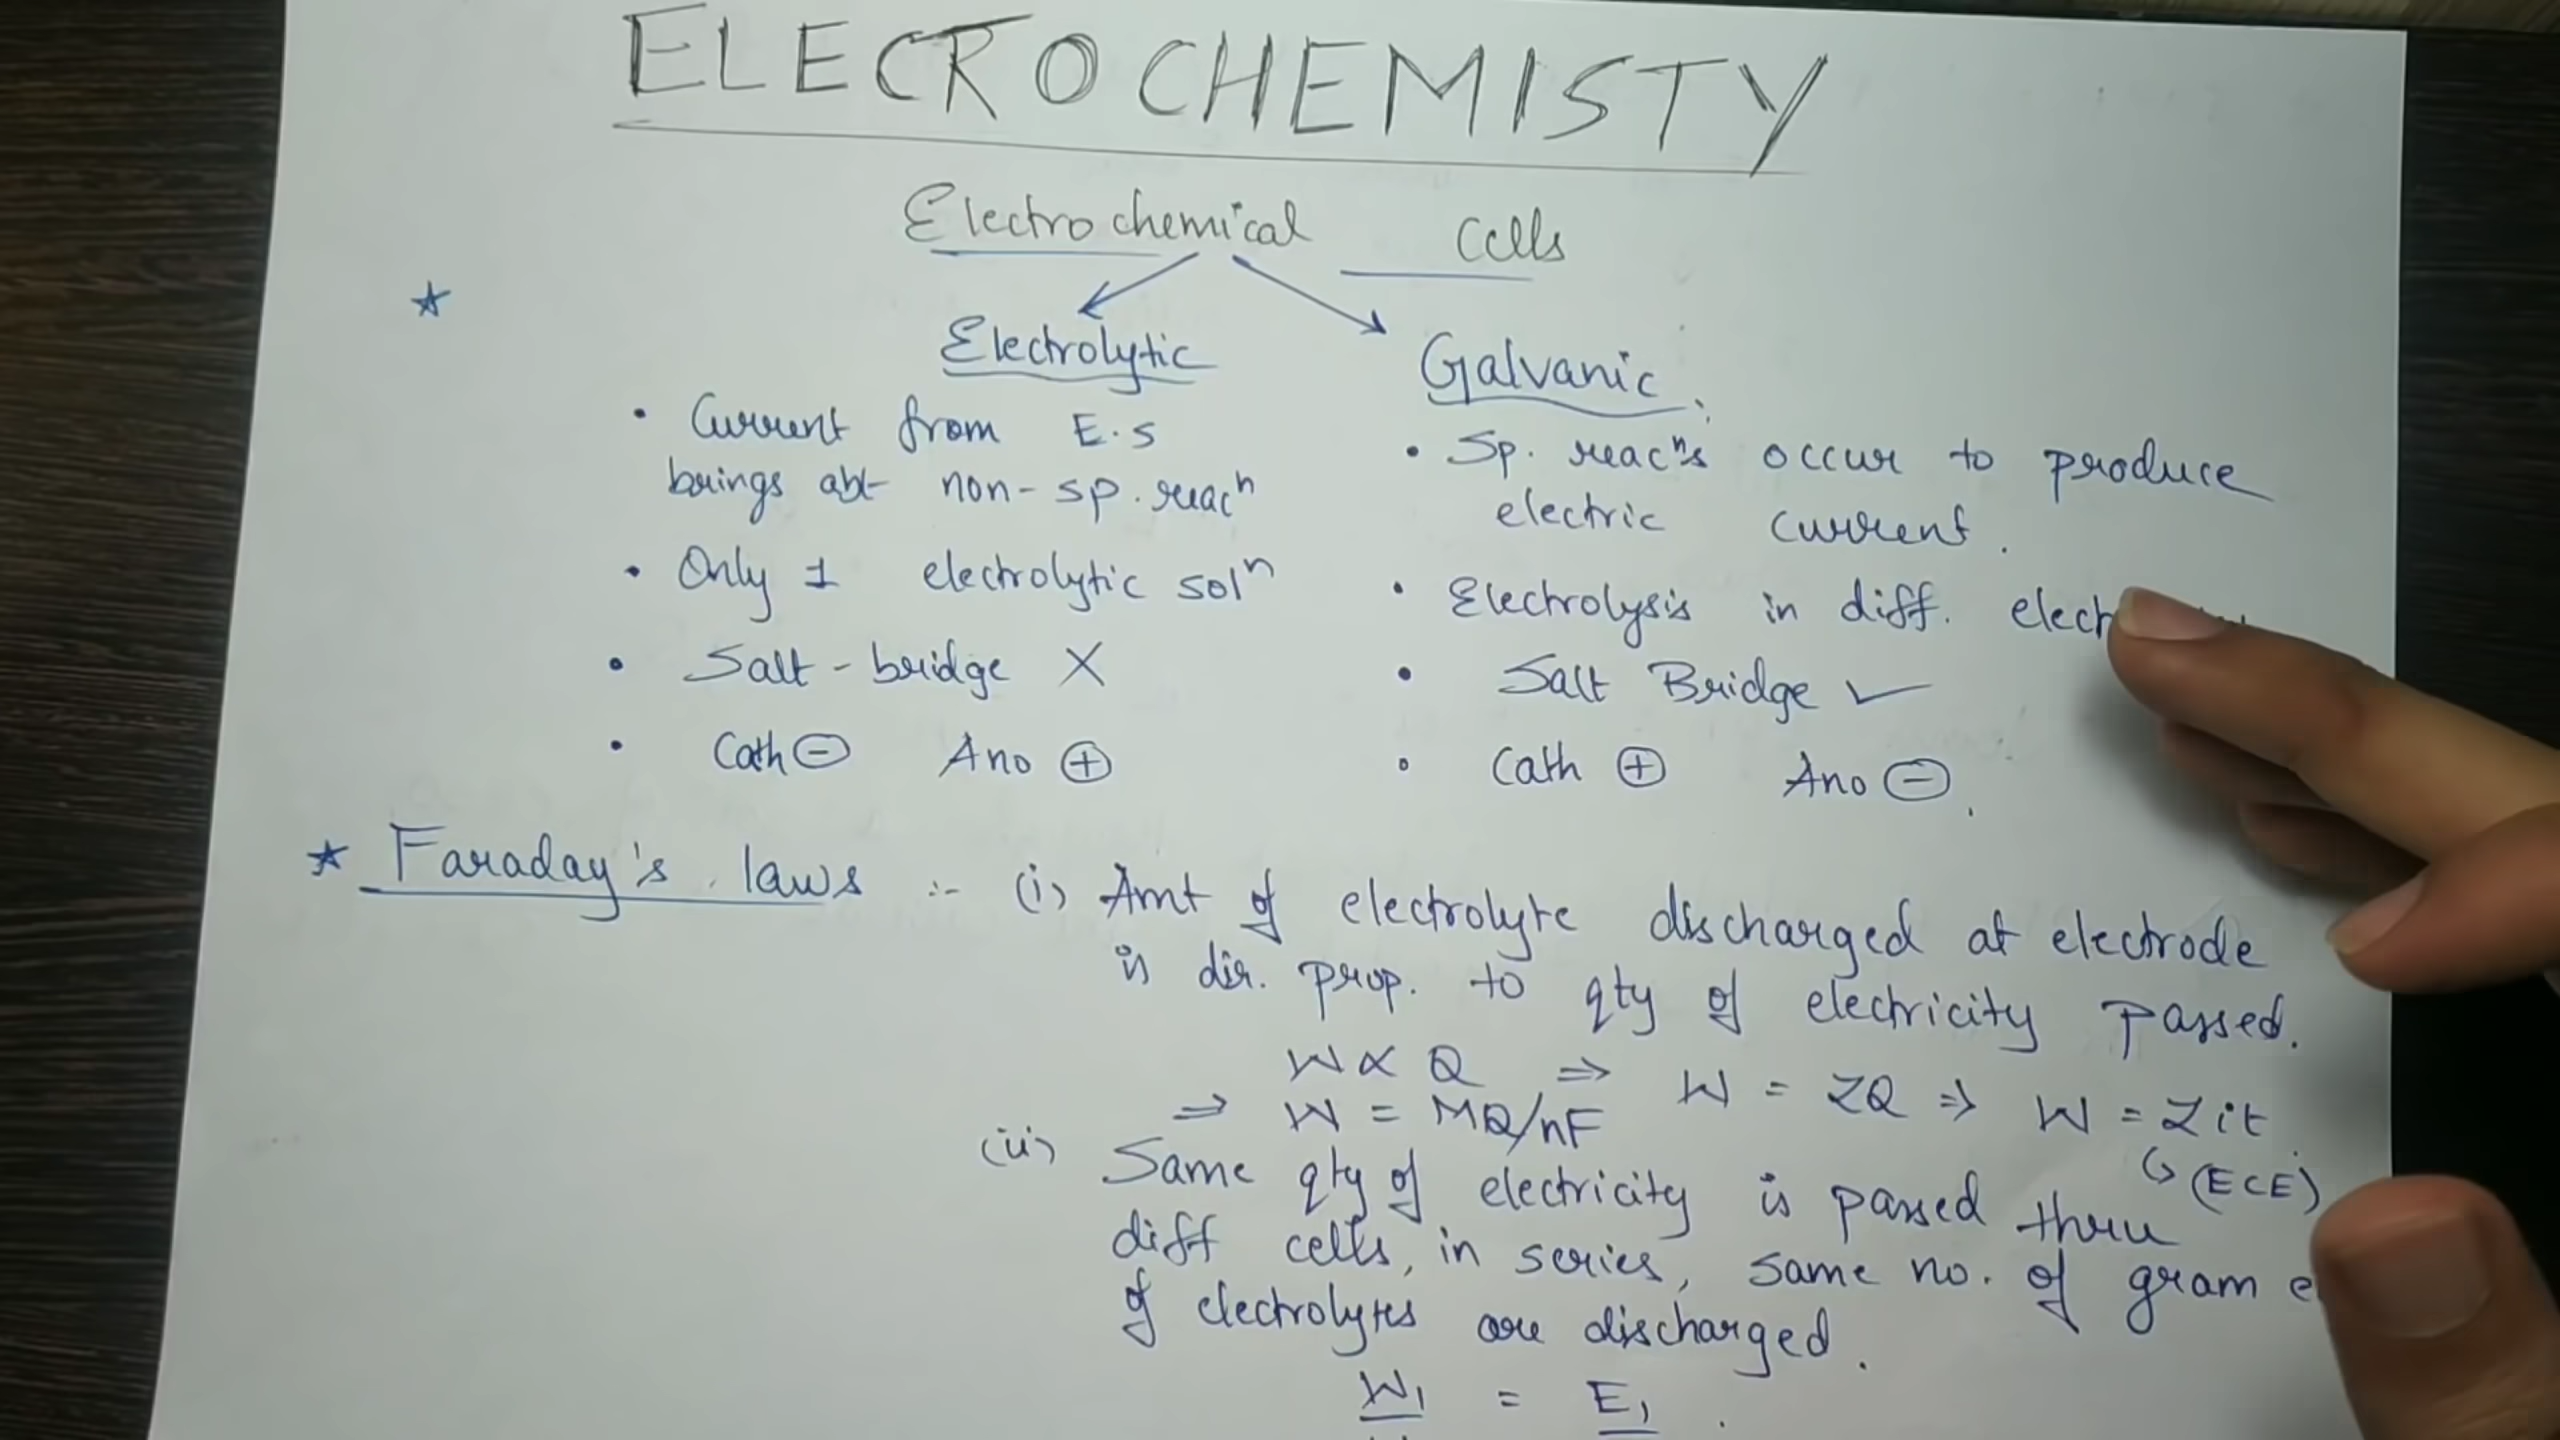 ELECROCHEMISTY
Electrochemical Cells
Electrolytic
• Current from E.S
brings abt non-sp. reacⁿ
• Only 1 electrolytic solⁿ
• Salt-bridge X
• Cath ⊖ Ano ⊕
Galvanic
• Sp. reacⁿs occur to produce
electric current.
• Electrolysis in diff.
• Salt Bridge ✓
• Cath ⊕ Ano ⊖.
★ Faraday's laws :- (i) Amt of electrolyte discharged at electrode
is dir. prop. to qty of electricity passed.
W ∝ Q ⇒ W = ZQ ⇒ W = Zit.
⇒ W = MQ/nF
↳ (ECE)
(ii) Same qty of electricity is passed thru
diff cells, in series, same no. of gram
of electrolytes are discharged.
W₁ = E₁